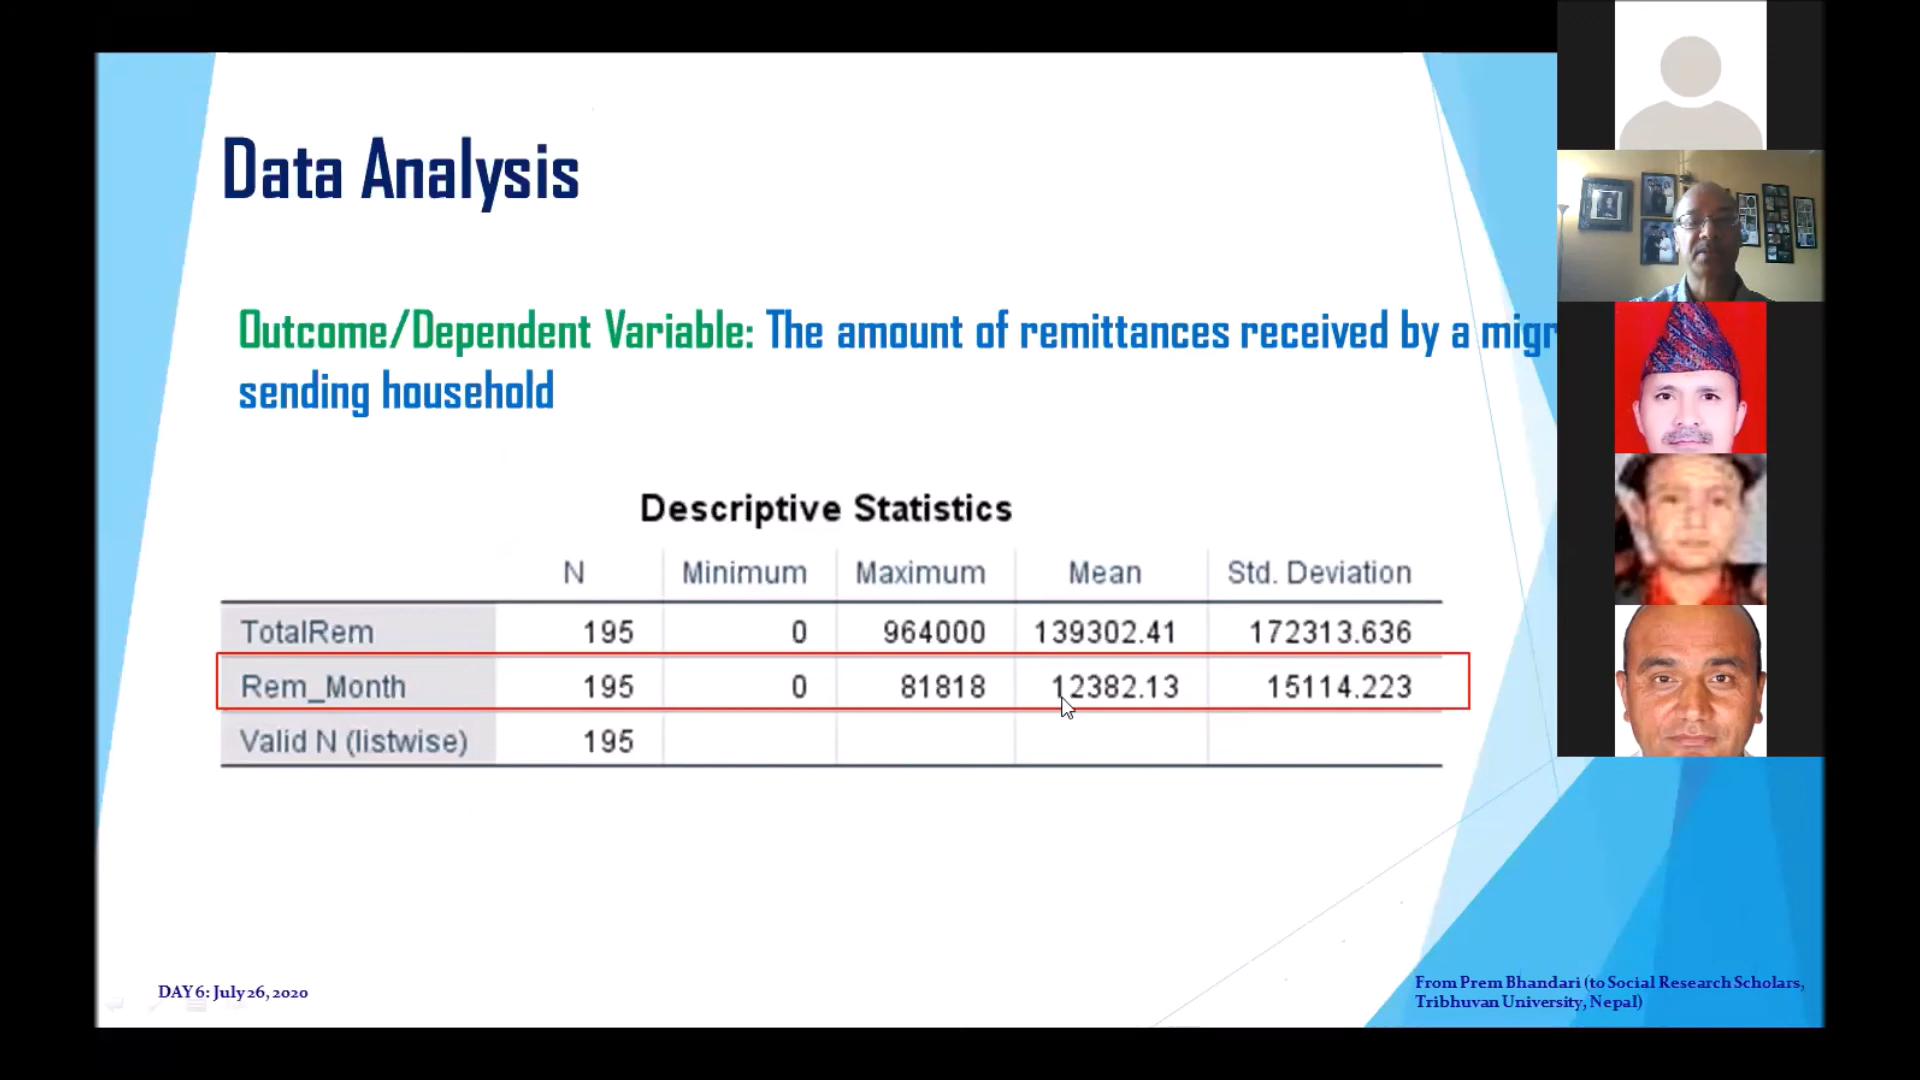 Data Analysis
Outcome/Dependent Variable: The amount of remittances received by a migr
sending household
Descriptive Statistics
N Minimum Maximum Mean Std. Deviation
TotalRem 195 0 964000 139302.41 172313.636
Rem_Month 195 0 81818 12382.13 15114.223
Valid N (listwise) 195
DAY 6: July 26, 2020
From Prem Bhandari (to Social Research Scholars,
Tribhuvan University, Nepal)